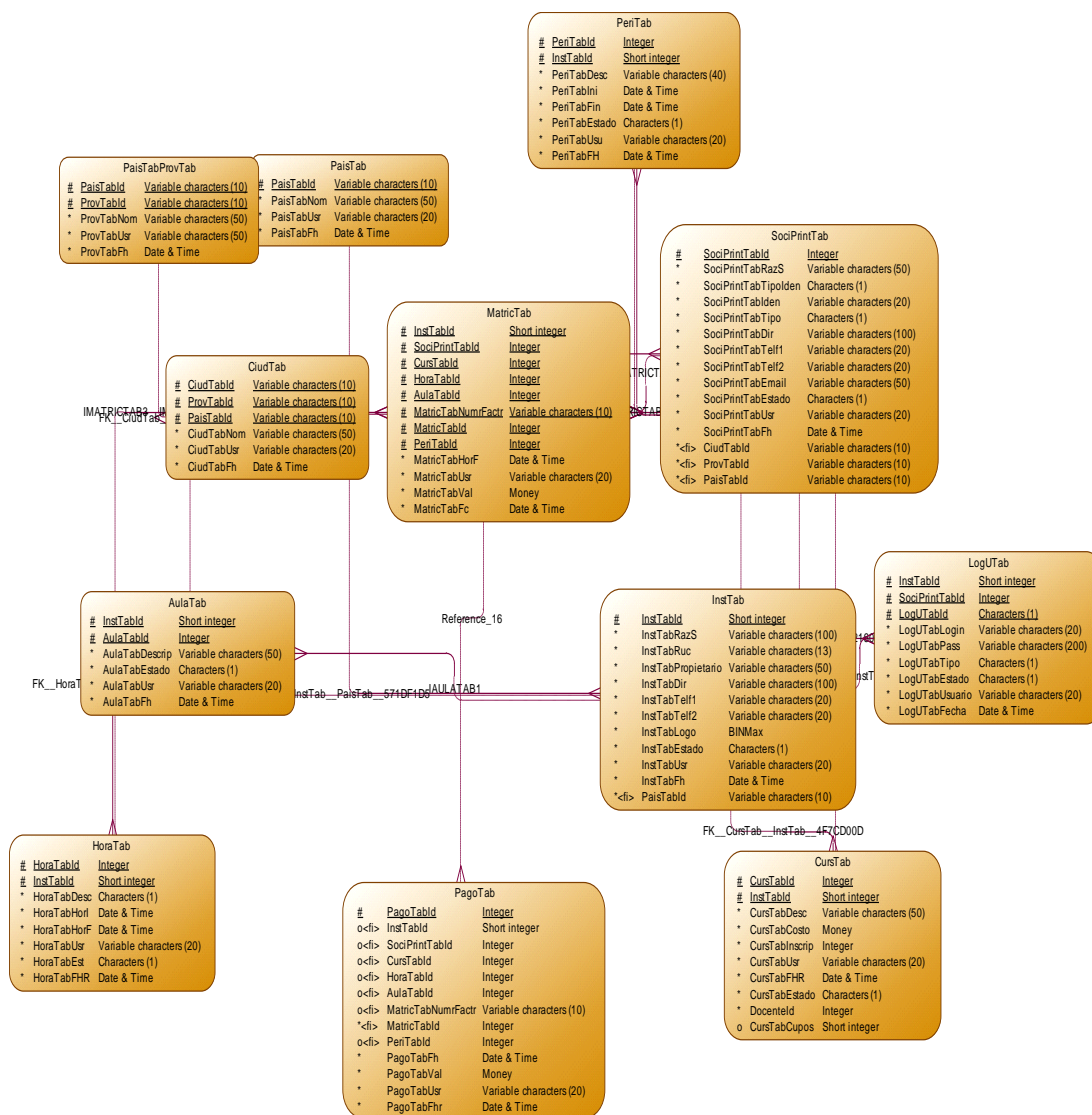 PeriTab
# PeriTabId Integer
# InstTabId Short integer
* PeriTabDesc Variable characters (40)
* PeriTabIni Date & Time
* PeriTabFin Date & Time
* PeriTabEstado Characters (1)
* PeriTabUsu Variable characters (20)
* PeriTabFH Date & Time
PaisTabProvTab
# PaisTabId Variable characters (10)
# ProvTabId Variable characters (10)
* ProvTabNom Variable characters (50)
* ProvTabUsr Variable characters (50)
* ProvTabFh Date & Time
PaisTab
# PaisTabId Variable characters (10)
* PaisTabNom Variable characters (50)
* PaisTabUsr Variable characters (20)
* PaisTabFh Date & Time
SociPrintTab
# SociPrintTabId Integer
* SociPrintTabRazS Variable characters (50)
* SociPrintTabTipoIden Characters (1)
* SociPrintTabIden Variable characters (20)
* SociPrintTabTipo Characters (1)
* SociPrintTabDir Variable characters (100)
* SociPrintTabTelf1 Variable characters (20)
* SociPrintTabTelf2 Variable characters (20)
* SociPrintTabEmail Variable characters (50)
* SociPrintTabEstado Characters (1)
* SociPrintTabUsr Variable characters (20)
* SociPrintTabFh Date & Time
*<fi> CiudTabId Variable characters (10)
*<fi> ProvTabId Variable characters (10)
*<fi> PaisTabId Variable characters (10)
MatricTab
# InstTabId Short integer
# SociPrintTabId Integer
# CursTabId Integer
# HoraTabId Integer
# AulaTabId Integer
# MatricTabNumrFactr Variable characters (10)
# MatricTabId Integer
# PeriTabId Integer
* MatricTabHorF Date & Time
* MatricTabUsr Variable characters (20)
* MatricTabVal Money
* MatricTabFc Date & Time
CiudTab
# CiudTabId Variable characters (10)
# ProvTabId Variable characters (10)
# PaisTabId Variable characters (10)
* CiudTabNom Variable characters (50)
* CiudTabUsr Variable characters (20)
* CiudTabFh Date & Time
IMATRICTAB3
FK__CiudTab
LogUTab
# InstTabId Short integer
# SociPrintTabId Integer
# LogUTabId Characters (1)
* LogUTabLogin Variable characters (20)
* LogUTabPass Variable characters (200)
* LogUTabTipo Characters (1)
* LogUTabEstado Characters (1)
* LogUTabUsuario Variable characters (20)
* LogUTabFecha Date & Time
AulaTab
# InstTabId Short integer
# AulaTabId Integer
* AulaTabDescrip Variable characters (50)
* AulaTabEstado Characters (1)
* AulaTabUsr Variable characters (20)
* AulaTabFh Date & Time
Reference_16
InstTab
# InstTabId Short integer
* InstTabRazS Variable characters (100)
* InstTabRuc Variable characters (13)
* InstTabPropietario Variable characters (50)
* InstTabDir Variable characters (100)
* InstTabTelf1 Variable characters (20)
* InstTabTelf2 Variable characters (20)
* InstTabLogo BINMax
* InstTabEstado Characters (1)
* InstTabUsr Variable characters (20)
* InstTabFh Date & Time
*<fi> PaisTabId Variable characters (10)
InstTab__PaisTab__571DF1D5
IAULATAB1
HoraTab
# HoraTabId Integer
# InstTabId Short integer
* HoraTabDesc Characters (1)
* HoraTabHorI Date & Time
* HoraTabHorF Date & Time
* HoraTabUsr Variable characters (20)
* HoraTabEst Characters (1)
* HoraTabFHR Date & Time
FK__CursTab__InstTab__4F7CD00D
PagoTab
# PagoTabId Integer
o<fi> InstTabId Short integer
o<fi> SociPrintTabId Integer
o<fi> CursTabId Integer
o<fi> HoraTabId Integer
o<fi> AulaTabId Integer
o<fi> MatricTabNumrFactr Variable characters (10)
*<fi> MatricTabId Integer
o<fi> PeriTabId Integer
* PagoTabFh Date & Time
* PagoTabVal Money
* PagoTabUsr Variable characters (20)
* PagoTabFhr Date & Time
CursTab
# CursTabId Integer
# InstTabId Short integer
* CursTabDesc Variable characters (50)
* CursTabCosto Money
* CursTabInscrip Integer
* CursTabUsr Variable characters (20)
* CursTabFHR Date & Time
* CursTabEstado Characters (1)
* DocenteId Integer
o CursTabCupos Short integer